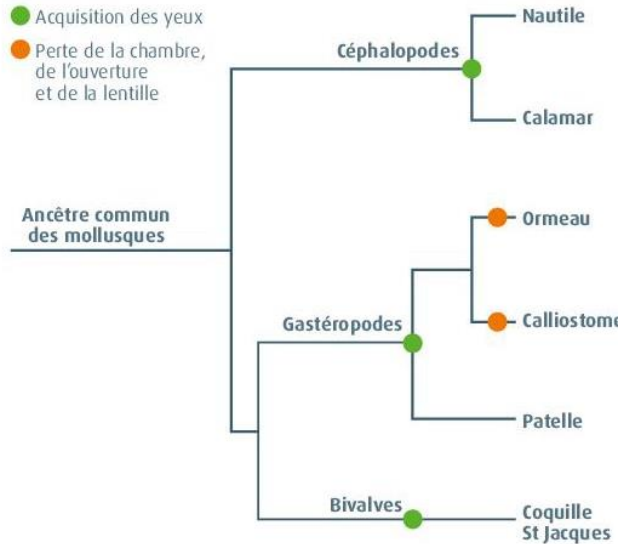 Acquisition des yeux
Perte de la chambre,
de l'ouverture
et de la lentille
Nautile
Céphalopodes
Calamar
Ancêtre commun
des mollusques
Ormeau
Gastéropodes
Calliostome
Patelle
Bivalves
Coquille
St Jacques